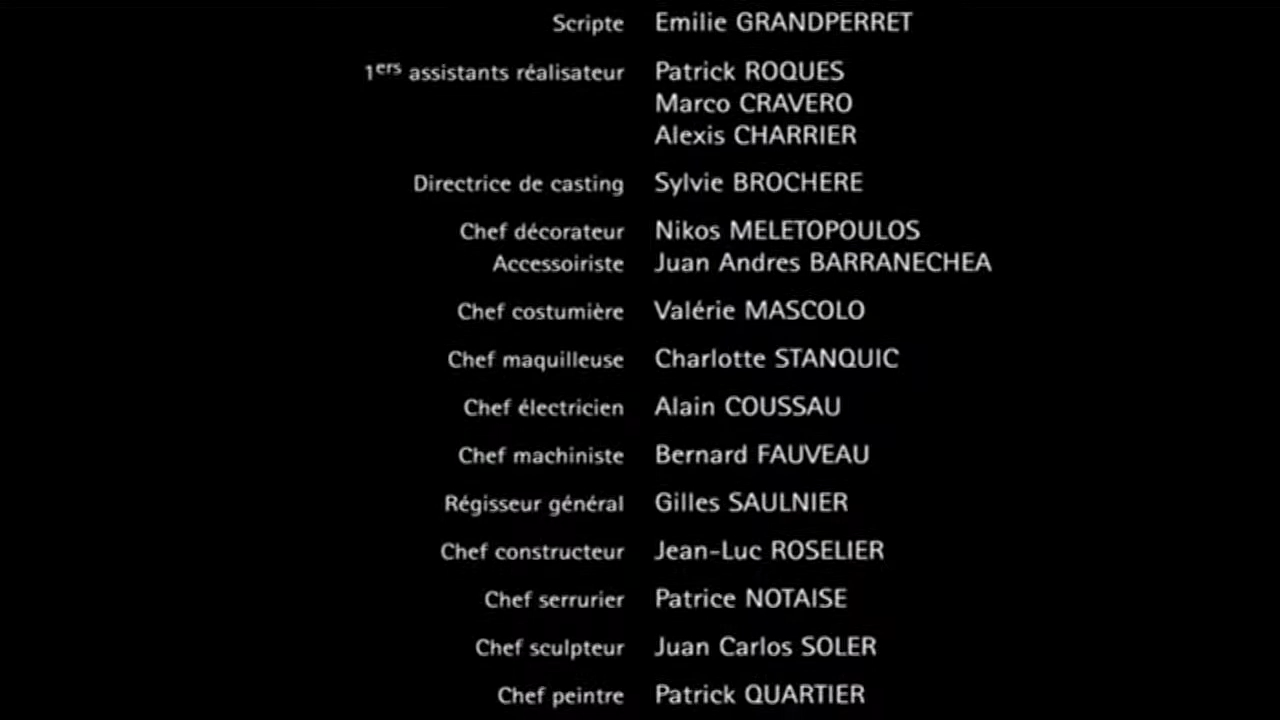 Scripte Emilie GRANDPERRET
1ers assistants réalisateur Patrick ROQUES
Marco CRAVERO
Alexis CHARRIER
Directrice de casting Sylvie BROCHERE
Chef décorateur Nikos MELETOPOULOS
Accessoiriste Juan Andres BARRANECHEA
Chef costumière Valérie MASCOLO
Chef maquilleuse Charlotte STANQUIC
Chef électricien Alain COUSSAU
Chef machiniste Bernard FAUVEAU
Régisseur général Gilles SAULNIER
Chef constructeur Jean-Luc ROSELIER
Chef serrurier Patrice NOTAISE
Chef sculpteur Juan Carlos SOLER
Chef peintre Patrick QUARTIER